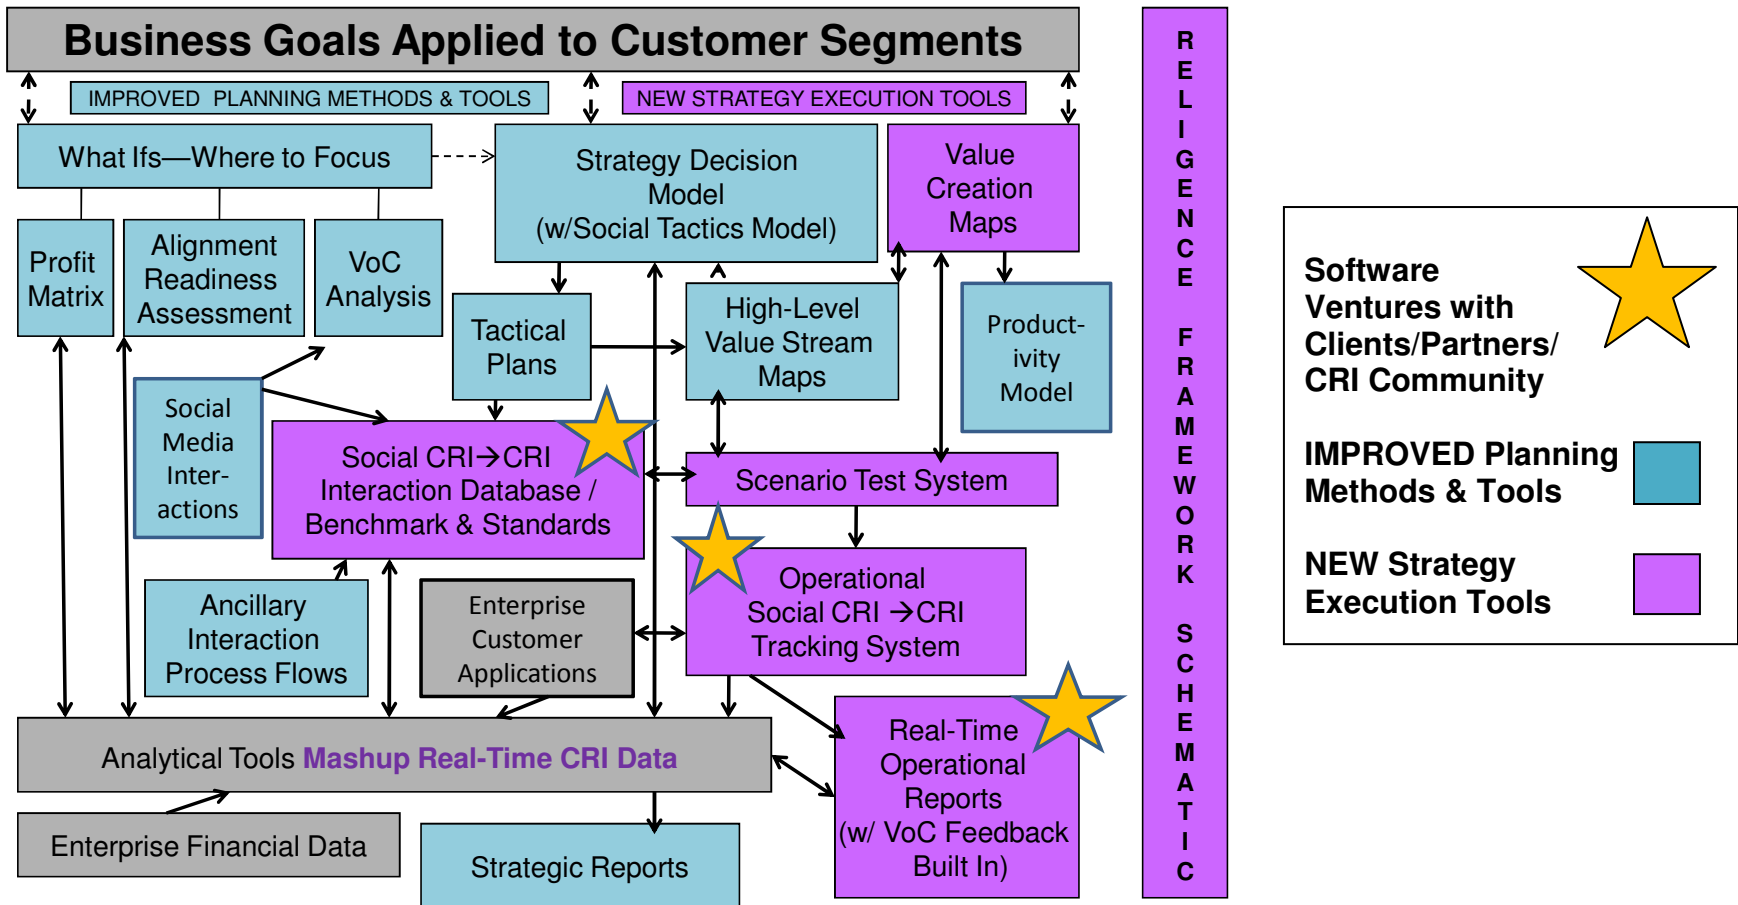 Business Goals Applied to Customer Segments
IMPROVED PLANNING METHODS & TOOLS
NEW STRATEGY EXECUTION TOOLS
What Ifs—Where to Focus
Strategy Decision
Model
(w/Social Tactics Model)
Value
Creation
Maps
Profit
Matrix
Alignment
Readiness
Assessment
VoC
Analysis
Tactical
Plans
High-Level
Value Stream
Maps
Product-
ivity
Model
Social
Media
Inter-
actions
Social CRI→CRI
Interaction Database /
Benchmark & Standards
Scenario Test System
Ancillary
Interaction
Process Flows
Enterprise
Customer
Applications
Operational
Social CRI →CRI
Tracking System
Analytical Tools Mashup Real-Time CRI Data
Real-Time
Operational
Reports
(w/ VoC Feedback
Built In)
Enterprise Financial Data
Strategic Reports
RELIGENCE FRAMEWORK SCHEMATIC
Software
Ventures with
Clients/Partners/
CRI Community
IMPROVED Planning
Methods & Tools
NEW Strategy
Execution Tools